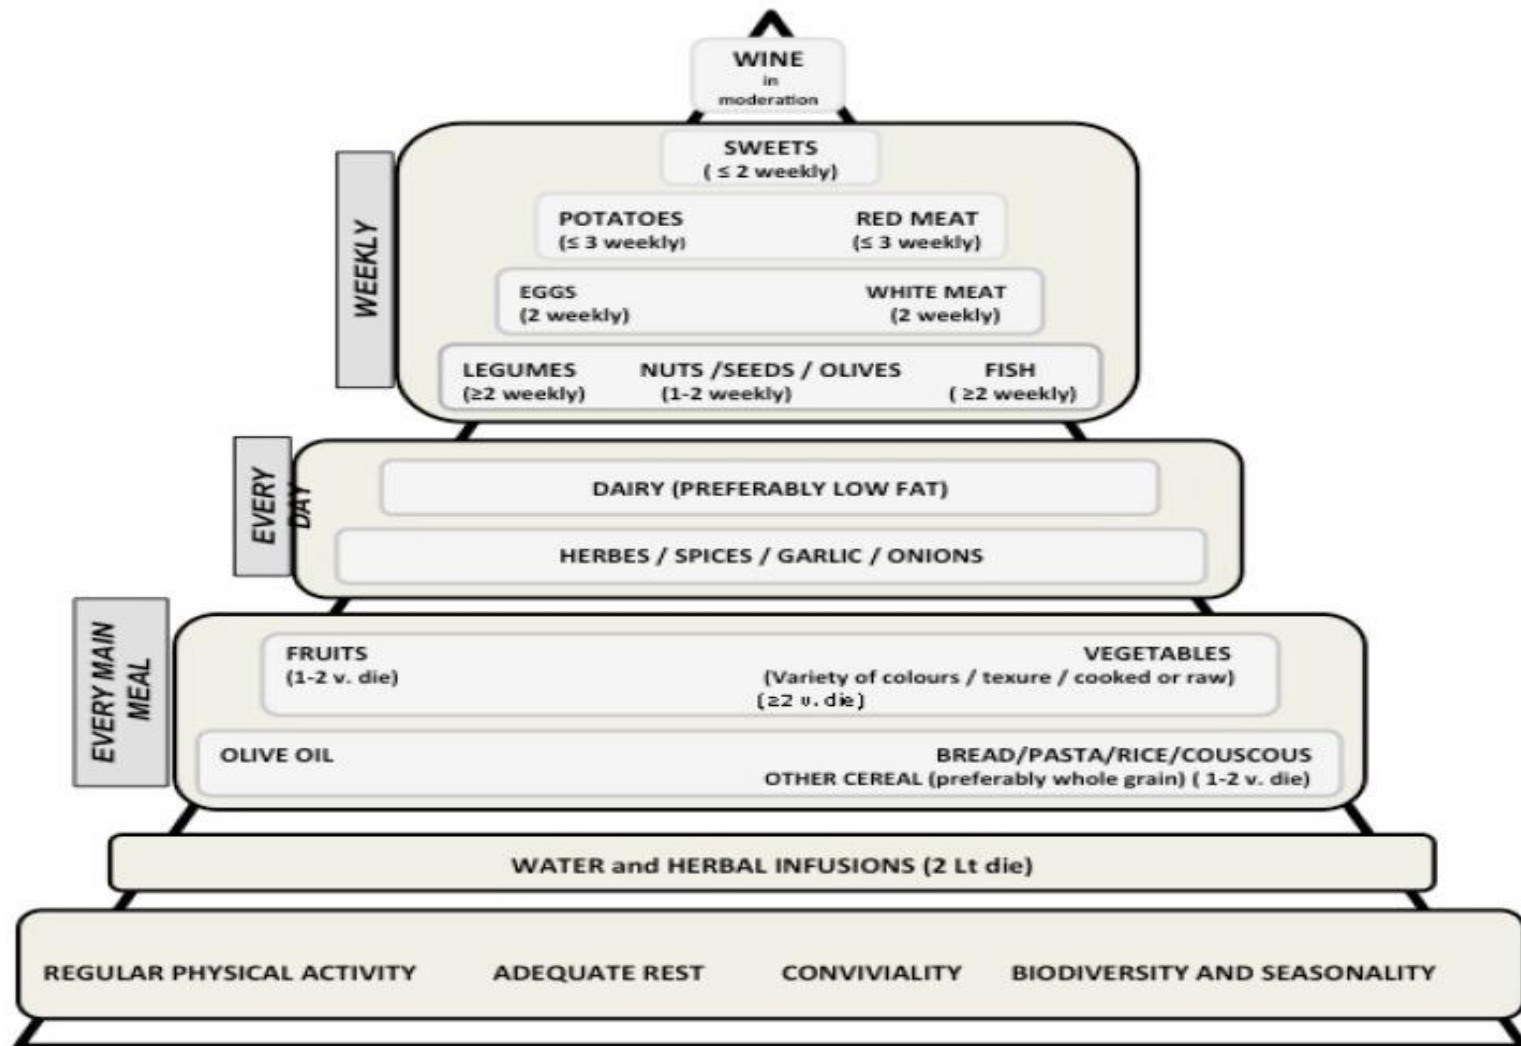 WINE
in
moderation
WEEKLY
SWEETS
( ≤ 2 weekly)
POTATOES RED MEAT
(≤ 3 weekly) (≤ 3 weekly)
EGGS WHITE MEAT
(2 weekly) (2 weekly)
LEGUMES NUTS /SEEDS / OLIVES FISH
(≥2 weekly) (1-2 weekly) ( ≥2 weekly)
EVERY
DAY
DAIRY (PREFERABLY LOW FAT)
HERBES / SPICES / GARLIC / ONIONS
EVERY MAIN
MEAL
FRUITS VEGETABLES
(1-2 v. die) (Variety of colours / texure / cooked or raw)
(≥2 v. die)
OLIVE OIL BREAD/PASTA/RICE/COUSCOUS
OTHER CEREAL (preferably whole grain) ( 1-2 v. die)
WATER and HERBAL INFUSIONS (2 Lt die)
REGULAR PHYSICAL ACTIVITY ADEQUATE REST CONVIVIALITY BIODIVERSITY AND SEASONALITY